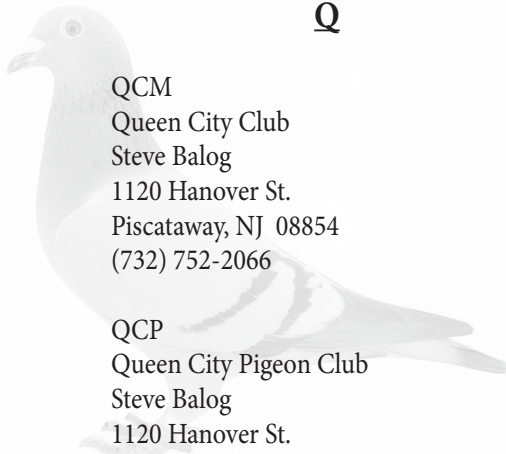 Q
QCM
Queen City Club
Steve Balog
1120 Hanover St.
Piscataway, NJ  08854
(732) 752-2066
QCP
Queen City Pigeon Club
Steve Balog
1120 Hanover St.